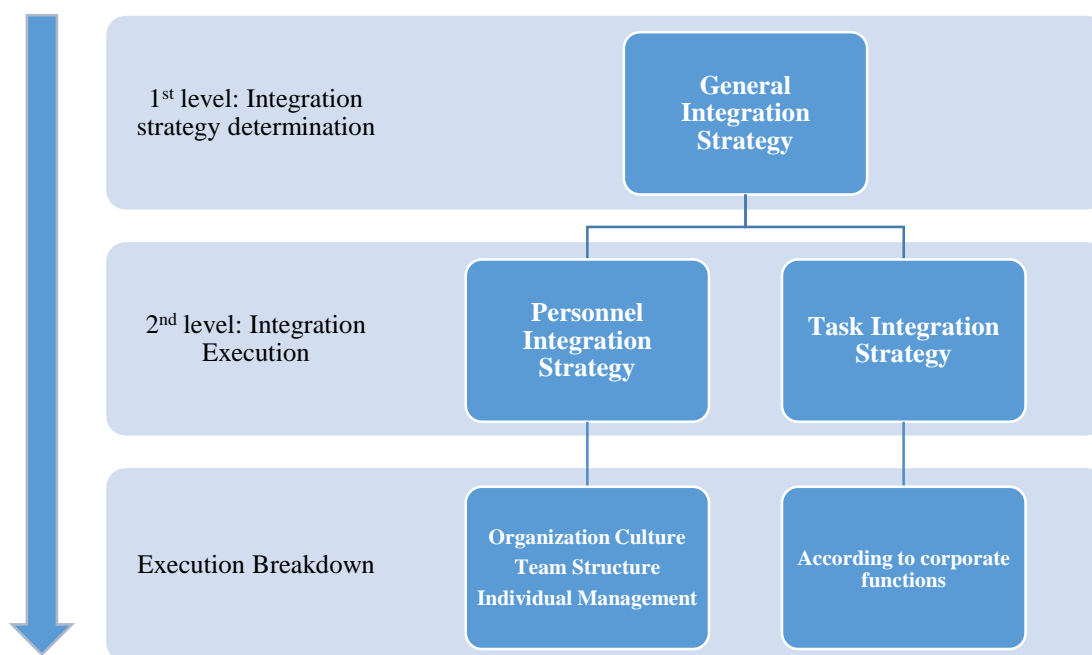 1st level: Integration
strategy determination
General
Integration
Strategy
2nd level: Integration
Execution
Personnel
Integration
Strategy
Task Integration
Strategy
Execution Breakdown
Organization Culture
Team Structure
Individual Management
According to corporate
functions